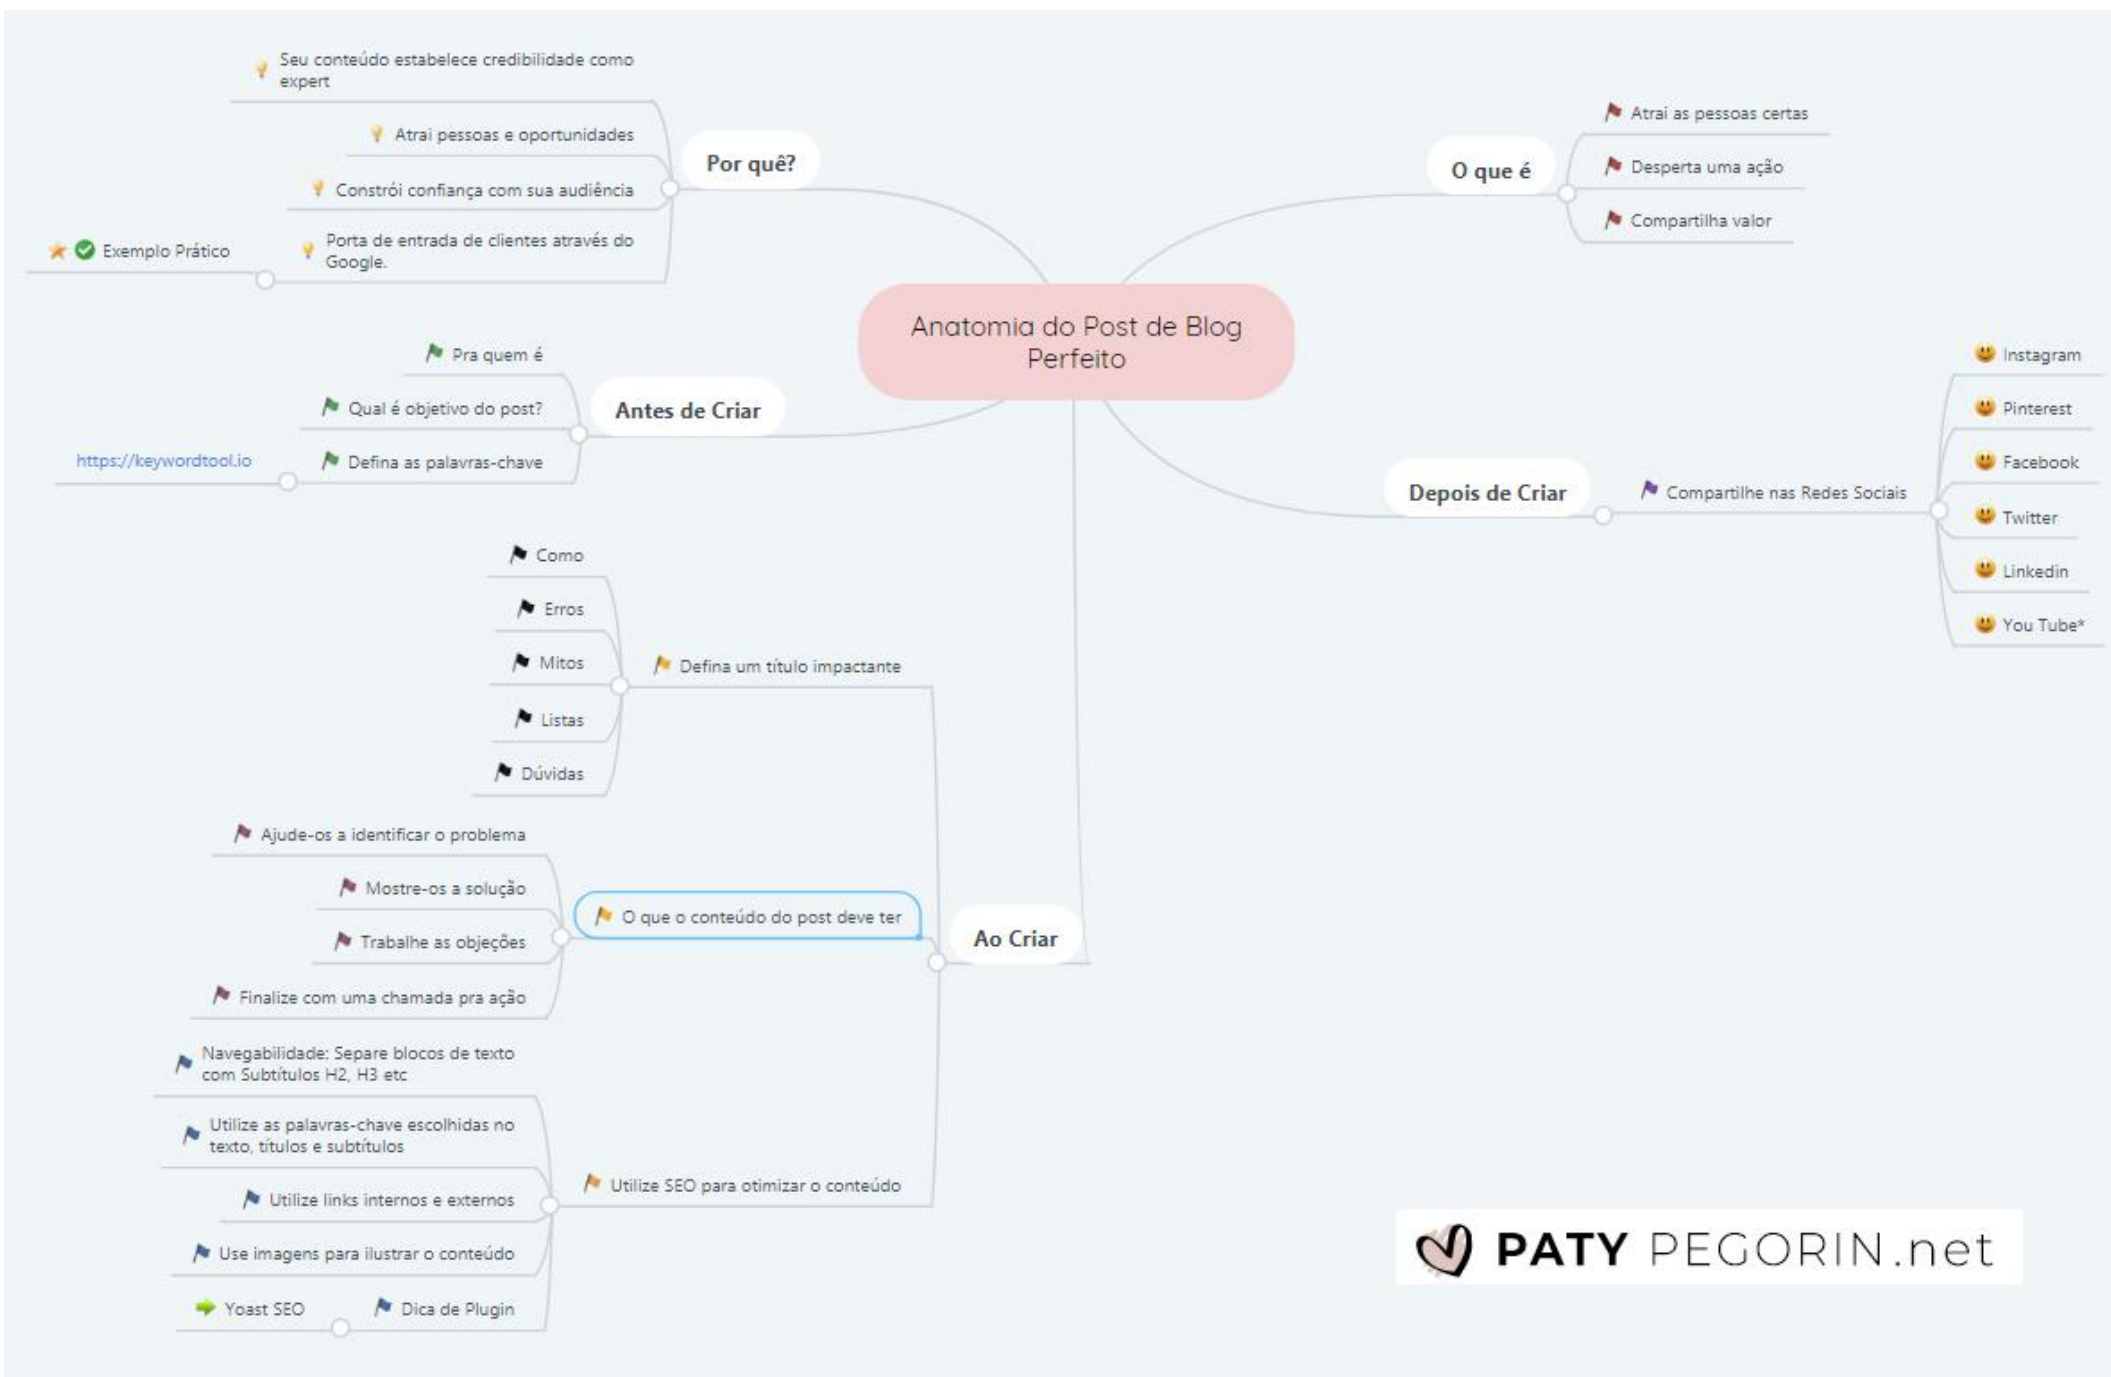 Anatomia do Post de Blog
Perfeito
O que é
Atrai as pessoas certas
Desperta uma ação
Compartilha valor
Por quê?
Seu conteúdo estabelece credibilidade como
expert
Atrai pessoas e oportunidades
Constrói confiança com sua audiência
Porta de entrada de clientes através do
Google.
Exemplo Prático
Antes de Criar
Pra quem é
Qual é objetivo do post?
Defina as palavras-chave
https://keywordtool.io
Ao Criar
Defina um título impactante
Como
Erros
Mitos
Listas
Dúvidas
O que o conteúdo do post deve ter
Ajude-os a identificar o problema
Mostre-os a solução
Trabalhe as objeções
Finalize com uma chamada pra ação
Utilize SEO para otimizar o conteúdo
Navegabilidade: Separe blocos de texto
com Subtítulos H2, H3 etc
Utilize as palavras-chave escolhidas no
texto, títulos e subtítulos
Utilize links internos e externos
Use imagens para ilustrar o conteúdo
Dica de Plugin
Yoast SEO
Depois de Criar
Compartilhe nas Redes Sociais
Instagram
Pinterest
Facebook
Twitter
Linkedin
You Tube*
PATY PEGORIN.net